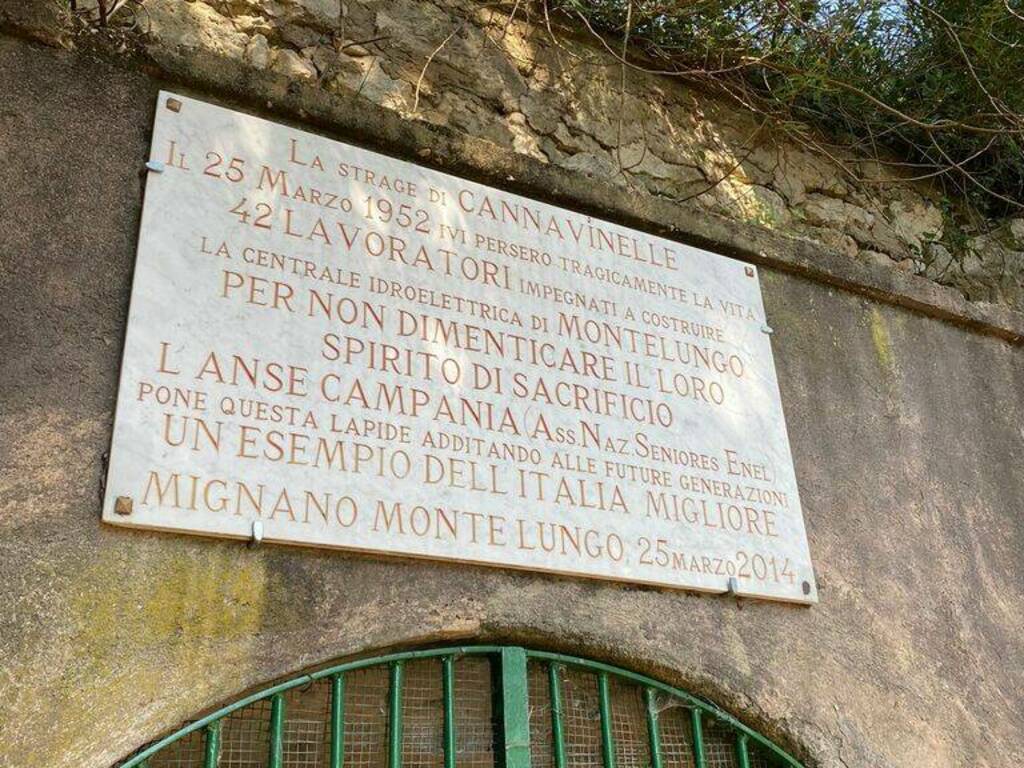 LA STRAGE DI CANNAVINELLE
IL 25 MARZO 1952 IVI PERSERO TRAGICAMENTE LA VITA
42 LAVORATORI IMPEGNATI A COSTRUIRE
LA CENTRALE IDROELETTRICA DI MONTELUNGO
PER NON DIMENTICARE IL LORO
SPIRITO DI SACRIFICIO
L ANSE CAMPANIA (ASS.NAZ.SENIORES ENEL)
PONE QUESTA LAPIDE ADDITANDO ALLE FUTURE GENERAZIONI
UN ESEMPIO DELL'ITALIA MIGLIORE
MIGNANO MONTE LUNGO, 25 MARZO 2014